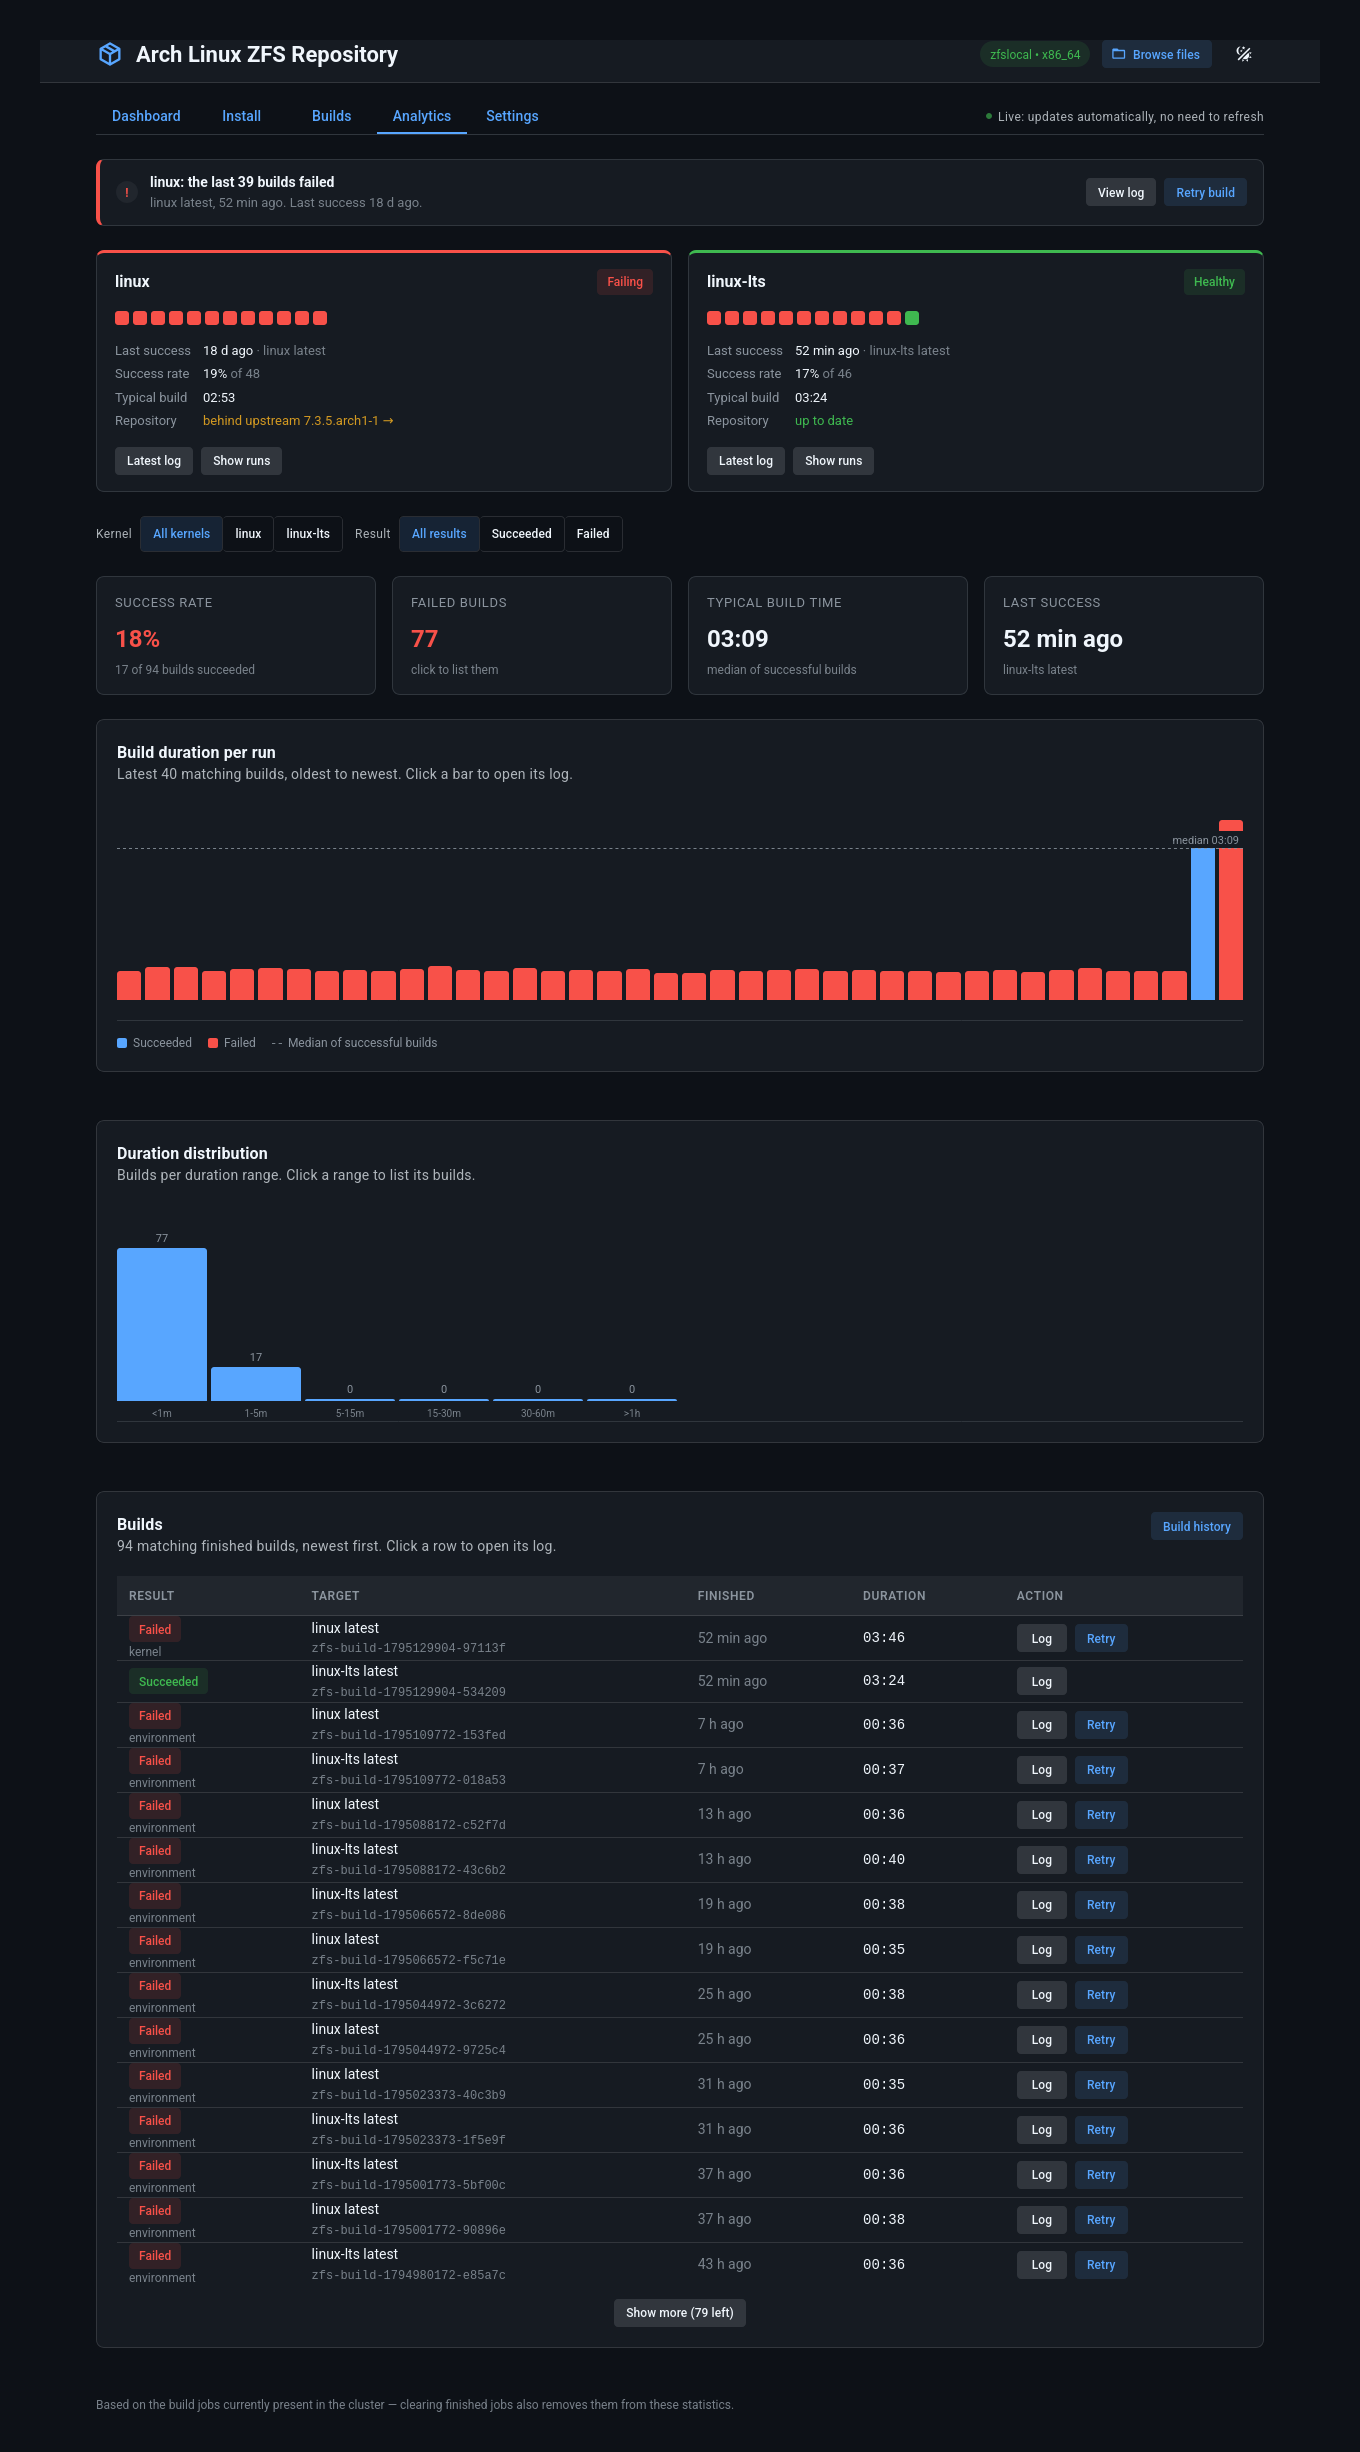 Arch Linux ZFS Repository
zfslocal • x86_64
Browse files
Dashboard Install Builds Analytics Settings
Live: updates automatically, no need to refresh
!
linux: the last 39 builds failed
linux latest, 52 min ago. Last success 18 d ago.
View log Retry build
linux
Failing
Last success 18 d ago · linux latest
Success rate 19% of 48
Typical build 02:53
Repository behind upstream 7.3.5.arch1-1 →
Latest log Show runs
linux-lts
Healthy
Last success 52 min ago · linux-lts latest
Success rate 17% of 46
Typical build 03:24
Repository up to date
Latest log Show runs
Kernel All kernels linux linux-lts Result All results Succeeded Failed
SUCCESS RATE
18%
17 of 94 builds succeeded
FAILED BUILDS
77
click to list them
TYPICAL BUILD TIME
03:09
median of successful builds
LAST SUCCESS
52 min ago
linux-lts latest
Build duration per run
Latest 40 matching builds, oldest to newest. Click a bar to open its log.
median 03:09
Succeeded Failed -- Median of successful builds
Duration distribution
Builds per duration range. Click a range to list its builds.
77
17
0 0 0 0
<1m 1-5m 5-15m 15-30m 30-60m >1h
Builds
94 matching finished builds, newest first. Click a row to open its log.
Build history
RESULT TARGET FINISHED DURATION ACTION
Failed linux latest
52 min ago 03:46 Log Retry
kernel zfs-build-1795129904-97113f
linux-lts latest
Succeeded 52 min ago 03:24 Log
zfs-build-1795129904-534209
Failed linux latest
7 h ago 00:36 Log Retry
environment zfs-build-1795109772-153fed
Failed linux-lts latest
7 h ago 00:37 Log Retry
environment zfs-build-1795109772-018a53
Failed linux latest
13 h ago 00:36 Log Retry
environment zfs-build-1795088172-c52f7d
Failed linux-lts latest
13 h ago 00:40 Log Retry
environment zfs-build-1795088172-43c6b2
Failed linux-lts latest
19 h ago 00:38 Log Retry
environment zfs-build-1795066572-8de086
Failed linux latest
19 h ago 00:35 Log Retry
environment zfs-build-1795066572-f5c71e
Failed linux-lts latest
25 h ago 00:38 Log Retry
environment zfs-build-1795044972-3c6272
Failed linux latest
25 h ago 00:36 Log Retry
environment zfs-build-1795044972-9725c4
Failed linux latest
31 h ago 00:35 Log Retry
environment zfs-build-1795023373-40c3b9
Failed linux-lts latest
31 h ago 00:36 Log Retry
environment zfs-build-1795023373-1f5e9f
Failed linux-lts latest
37 h ago 00:36 Log Retry
environment zfs-build-1795001773-5bf00c
Failed linux latest
37 h ago 00:38 Log Retry
environment zfs-build-1795001772-90896e
Failed linux-lts latest
43 h ago 00:36 Log Retry
environment zfs-build-1794980172-e85a7c
Show more (79 left)
Based on the build jobs currently present in the cluster — clearing finished jobs also removes them from these statistics.